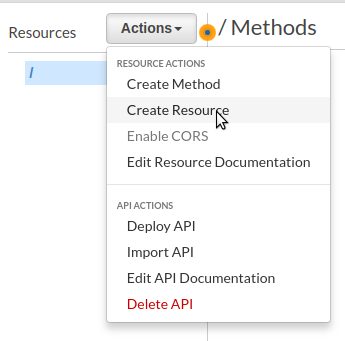 Resources
Actions
/ Methods
/
RESOURCE ACTIONS
Create Method
Create Resource
Enable CORS
Edit Resource Documentation
API ACTIONS
Deploy API
Import API
Edit API Documentation
Delete API